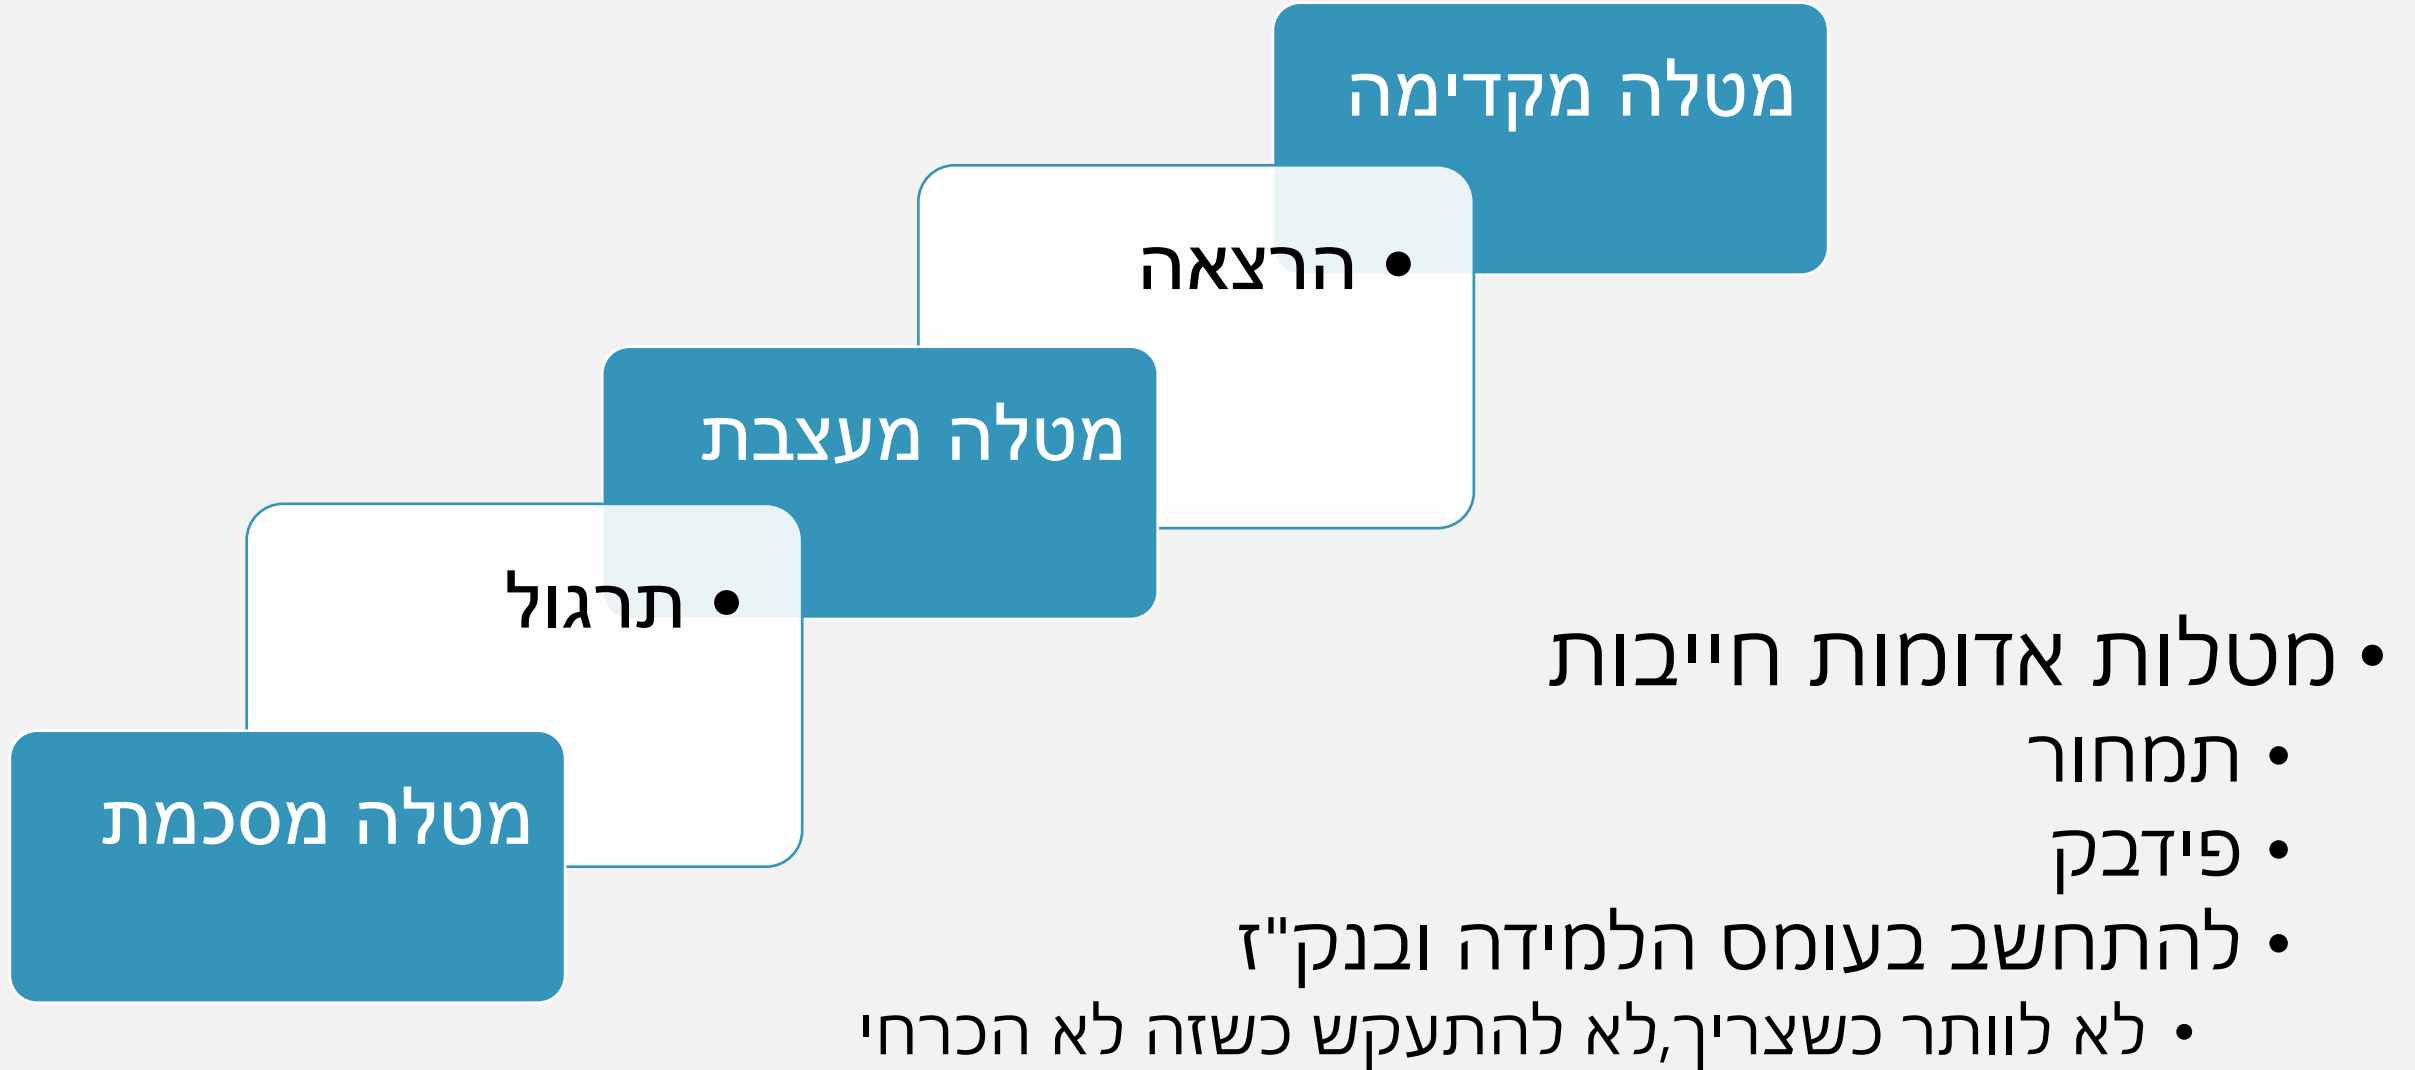 מטלה מקדימה
• הרצאה
מטלה מעצבת
• תרגול
מטלה מסכמת
• מטלות אדומות חייבות
• תמחור
• פידבק
• להתחשב בעומס הלמידה ובנק"ז
• לא לוותר כשצריך,לא להתעקש כשזה לא הכרחי